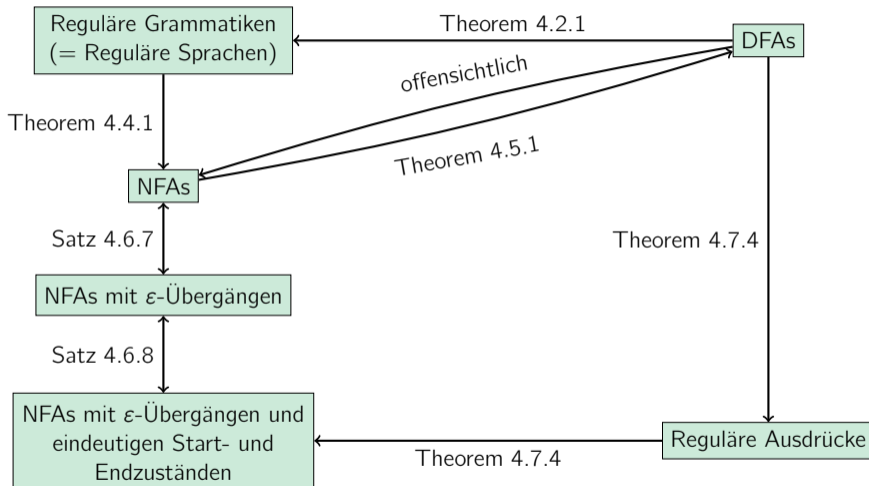 Reguläre Grammatiken
(= Reguläre Sprachen)
Theorem 4.2.1
DFAs
offensichtlich
Theorem 4.4.1
Theorem 4.5.1
NFAs
Satz 4.6.7
Theorem 4.7.4
NFAs mit ε-Übergängen
Satz 4.6.8
NFAs mit ε-Übergängen und
eindeutigen Start- und
Endzuständen
Theorem 4.7.4
Reguläre Ausdrücke